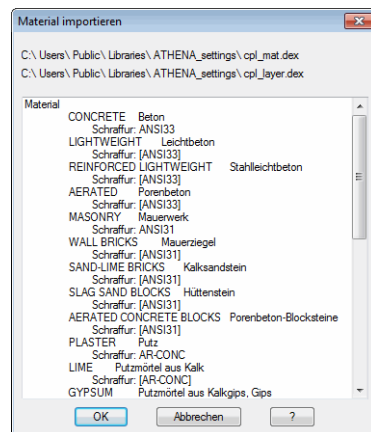 Material importieren
C:\ Users\ Public\ Libraries\ ATHENA_settings\ cpl_mat.dex
C:\ Users\ Public\ Libraries\ ATHENA_settings\ cpl_layer.dex
Material
CONCRETE Beton
Schraffur: ANSI33
LIGHTWEIGHT Leichtbeton
Schraffur: [ANSI33]
REINFORCED LIGHTWEIGHT Stahlleichtbeton
Schraffur: [ANSI33]
AERATED Porenbeton
Schraffur: [ANSI33]
MASONRY Mauerwerk
Schraffur: ANSI31
WALL BRICKS Mauerziegel
Schraffur: [ANSI31]
SAND-LIME BRICKS Kalksandstein
Schraffur: [ANSI31]
SLAG SAND BLOCKS Hüttenstein
Schraffur: [ANSI31]
AERATED CONCRETE BLOCKS Porenbeton-Blocksteine
Schraffur: [ANSI31]
PLASTER Putz
Schraffur: AR-CONC
LIME Putzmörtel aus Kalk
Schraffur: [AR-CONC]
GYPSUM Putzmörtel aus Kalkgips, Gips
OK Abbrechen ?